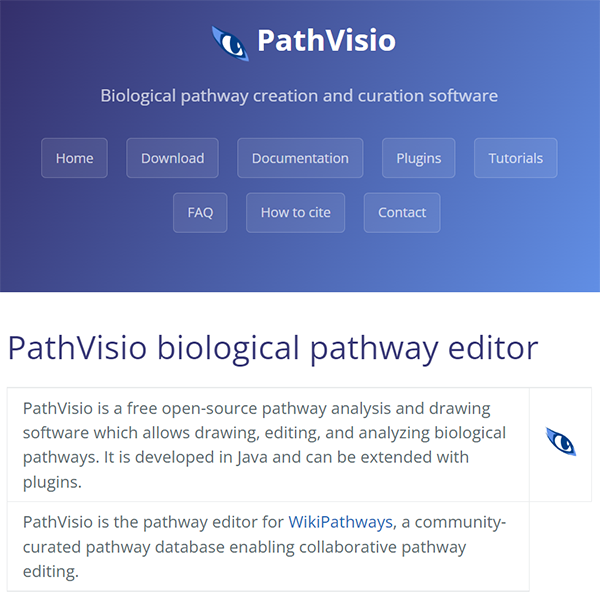 PathVisio
Biological pathway creation and curation software
Home
Download
Documentation
Plugins
Tutorials
FAQ
How to cite
Contact
PathVisio biological pathway editor
PathVisio is a free open-source pathway analysis and drawing
software which allows drawing, editing, and analyzing biological
pathways. It is developed in Java and can be extended with
plugins.
PathVisio is the pathway editor for WikiPathways, a community-
curated pathway database enabling collaborative pathway
editing.